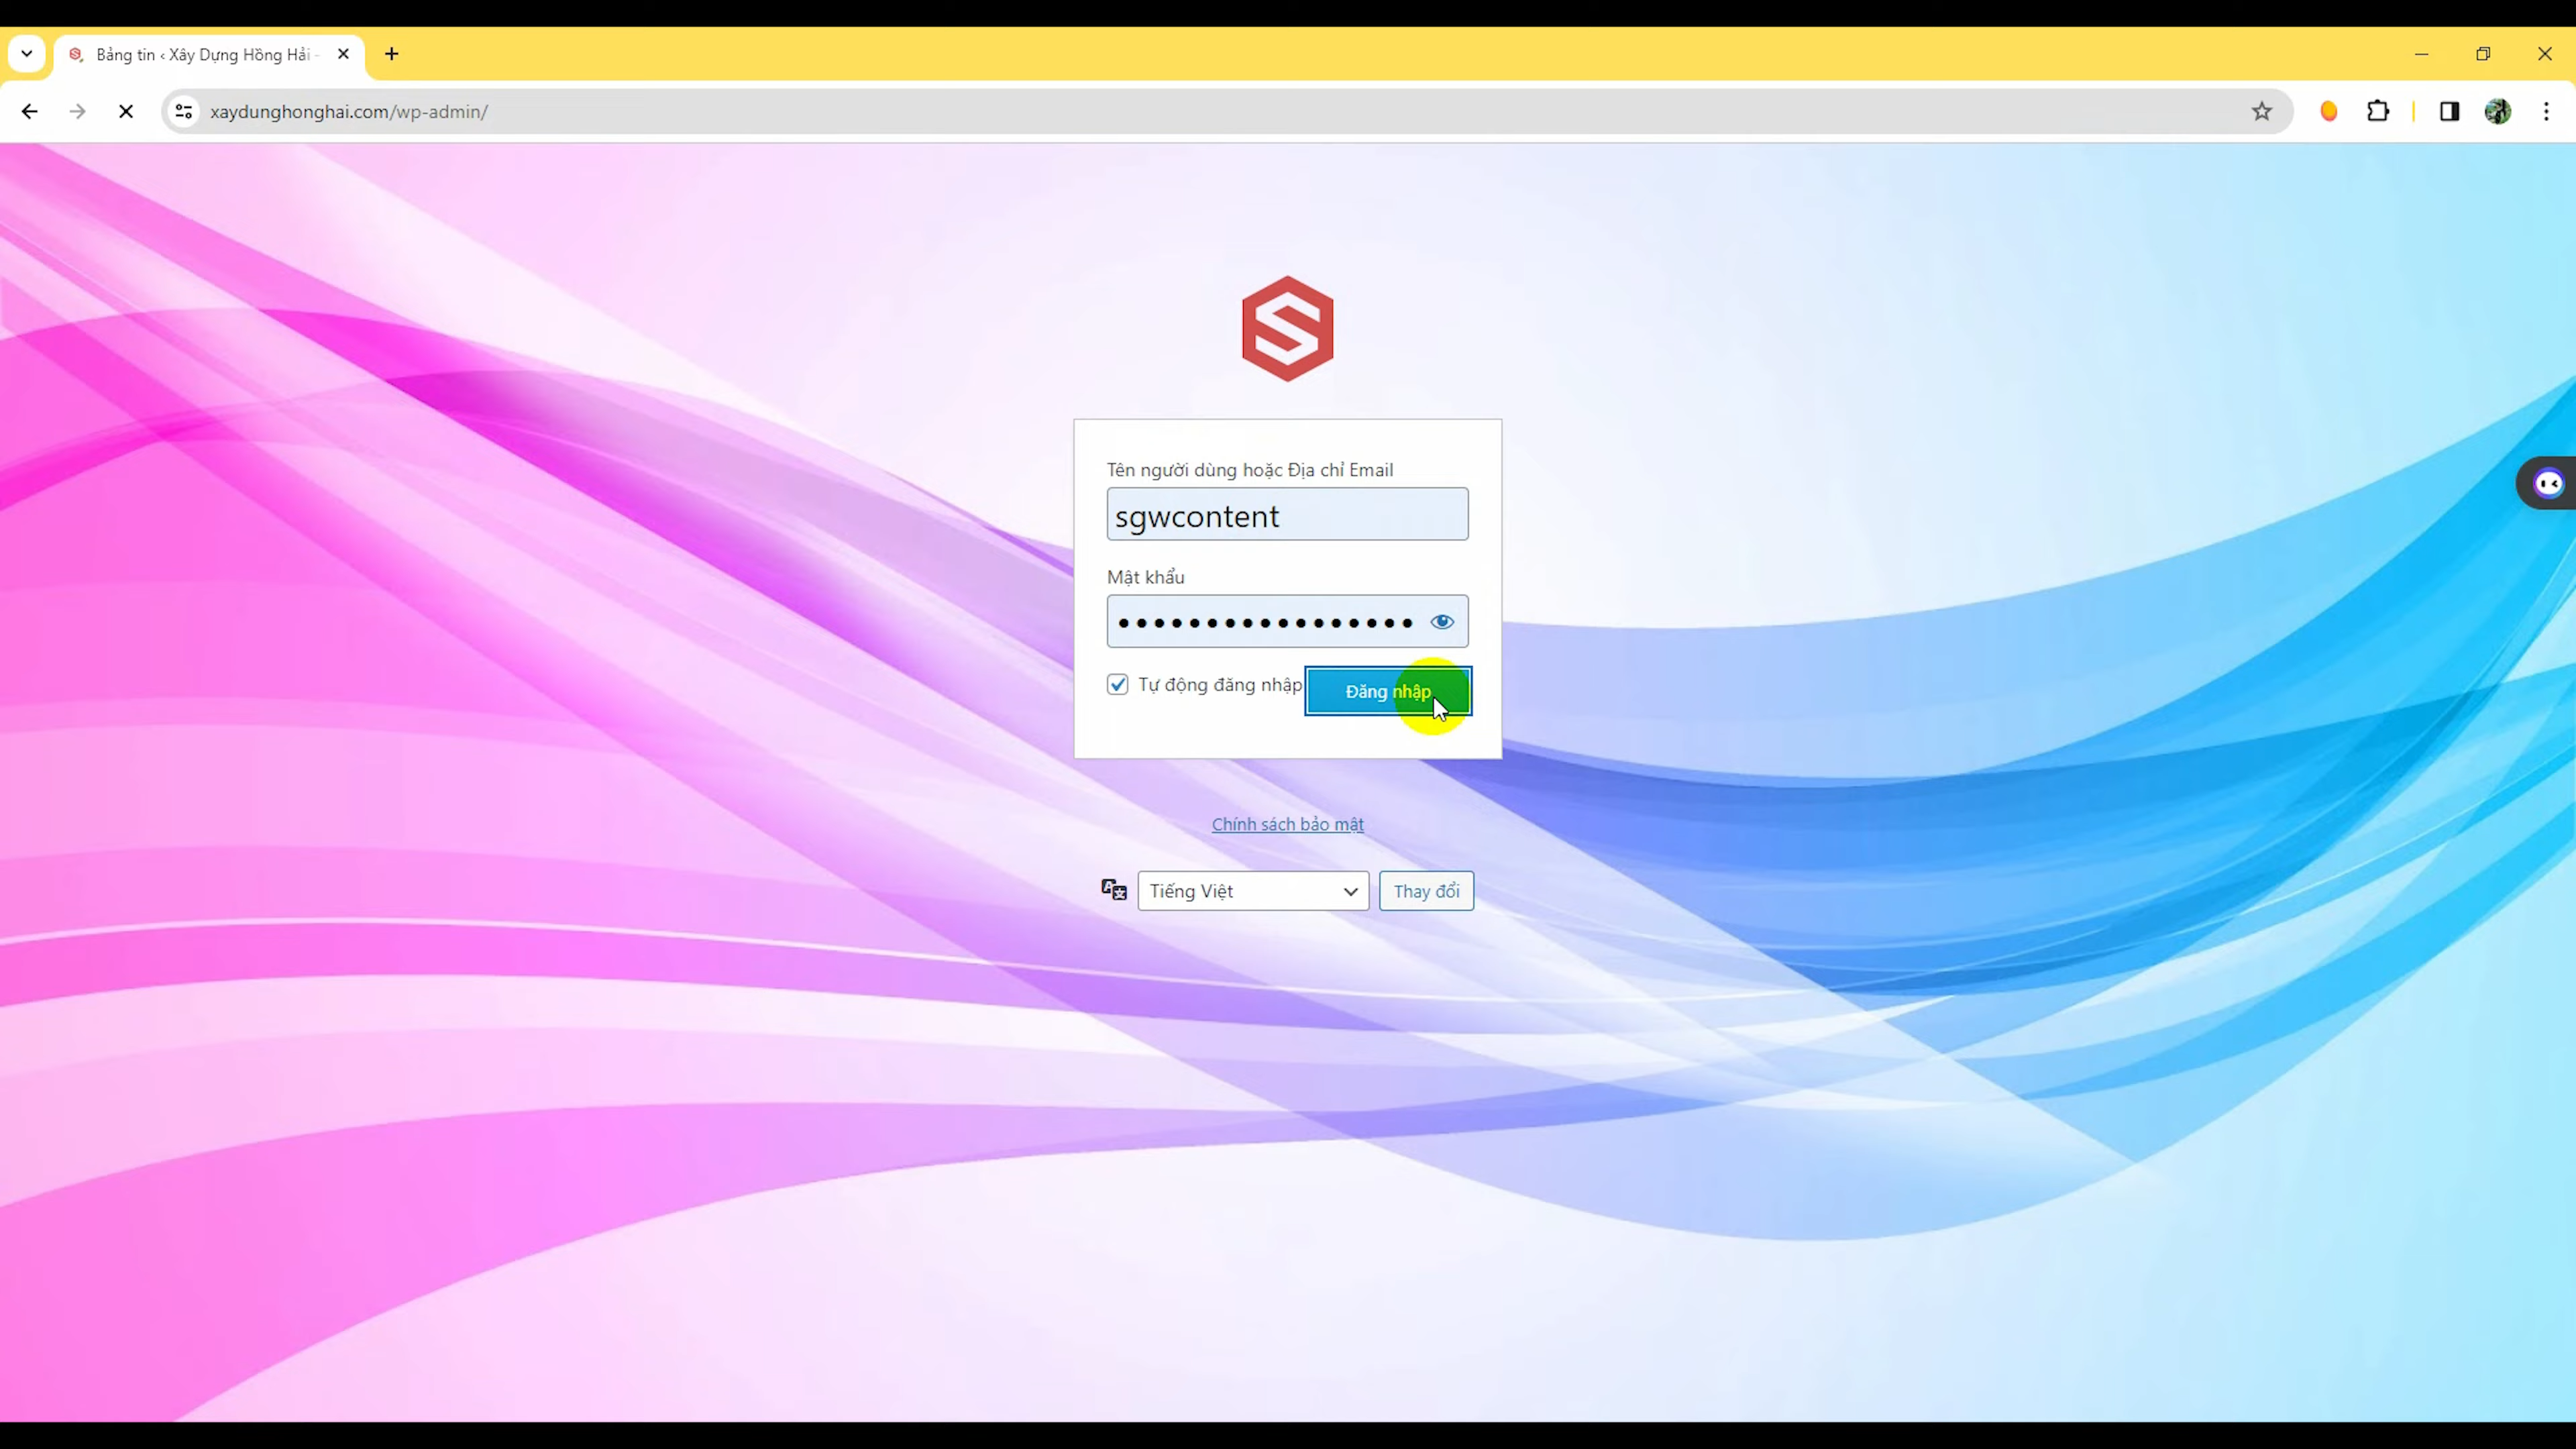 Bảng tin ‹ Xây Dựng Hồng Hải -
xaydunghonghai.com/wp-admin/
Tên người dùng hoặc Địa chỉ Email
sgwcontent
Mật khẩu
Tự động đăng nhập
Đăng nhập
Chính sách bảo mật
Tiếng Việt
Thay đổi